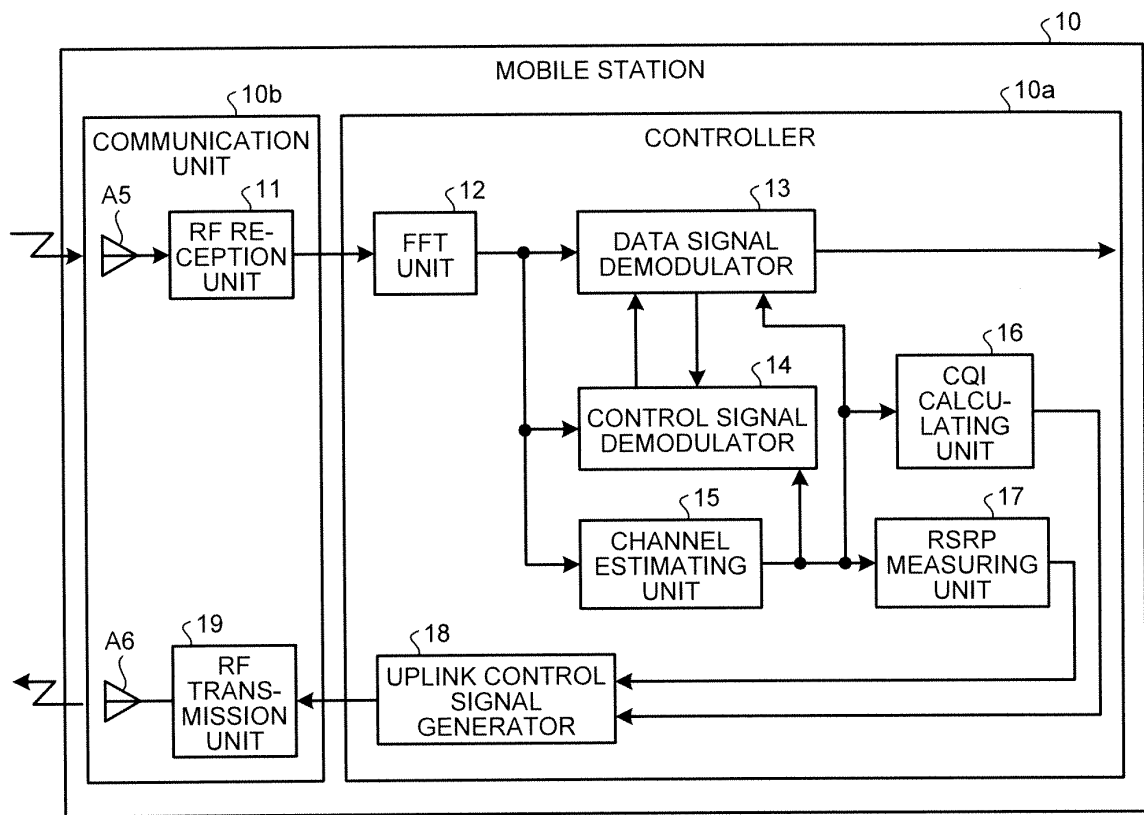 10
MOBILE STATION
10b
10a
COMMUNICATION
UNIT
CONTROLLER
A5
11
12
13
RF RE-
CEPTION
UNIT
FFT
UNIT
DATA SIGNAL
DEMODULATOR
14
16
CONTROL SIGNAL
DEMODULATOR
CQI
CALCU-
LATING
UNIT
15
17
CHANNEL
ESTIMATING
UNIT
RSRP
MEASURING
UNIT
A6
19
18
RF
TRANS-
MISSION
UNIT
UPLINK CONTROL
SIGNAL
GENERATOR